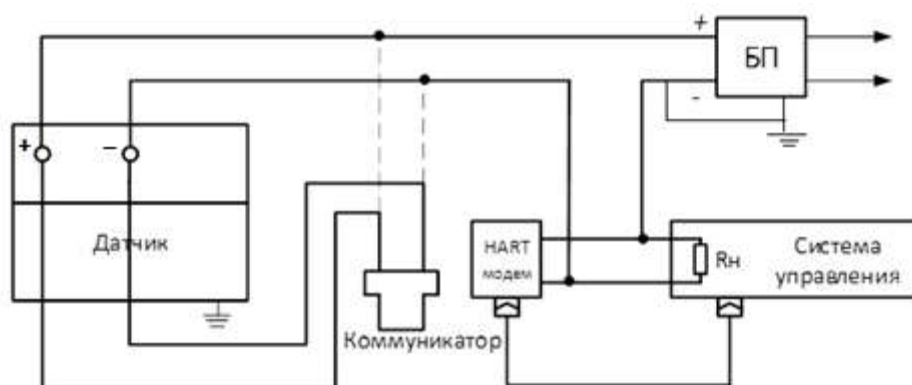 +
БП
-
+
–
Датчик
HART
модем
Rн
Система
управления
Коммуникатор